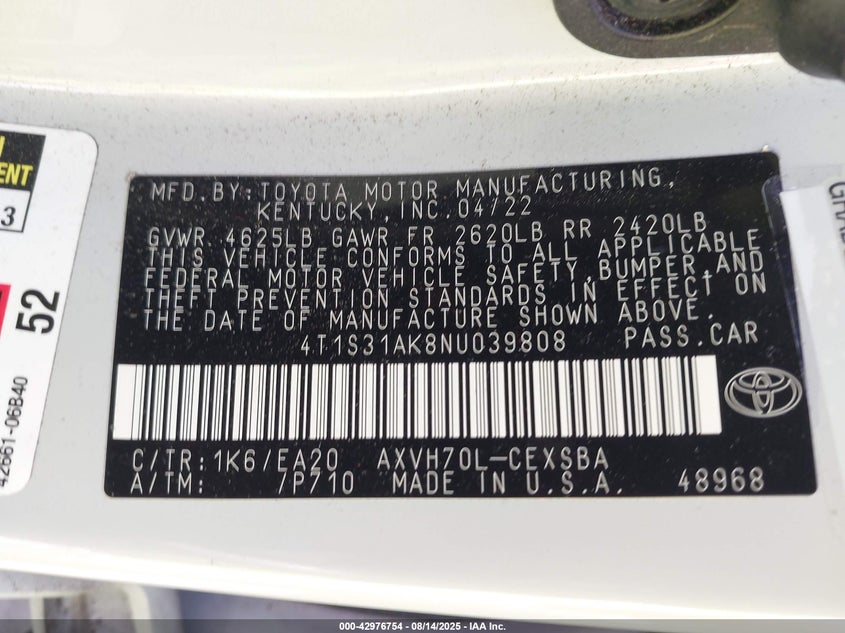 MFD.BY:TOYOTA MOTOR MANUFACTURING,
KENTUCKY, INC.04/22
GVWR 4625LB GAWR FR 2620LB RR 2420LB
THIS VEHICLE CONFORMS TO ALL APPLICABLE
FEDERAL MOTOR VEHICLE SAFETY,BUMPER,AND
THEFT PREVENTION STANDARDS IN EFFECT ON
THE DATE OF MANUFACTURE SHOWN ABOVE.
4T1S31AK8NU039808 PASS.CAR
C/TR:1K6/EA20 AXVH70L-CEXSBA
A/TM: /P710 MADE IN U.S.A. 48968
3
52
42661-06B40
000-42976754 - 08/14/2025 - IAA Inc.